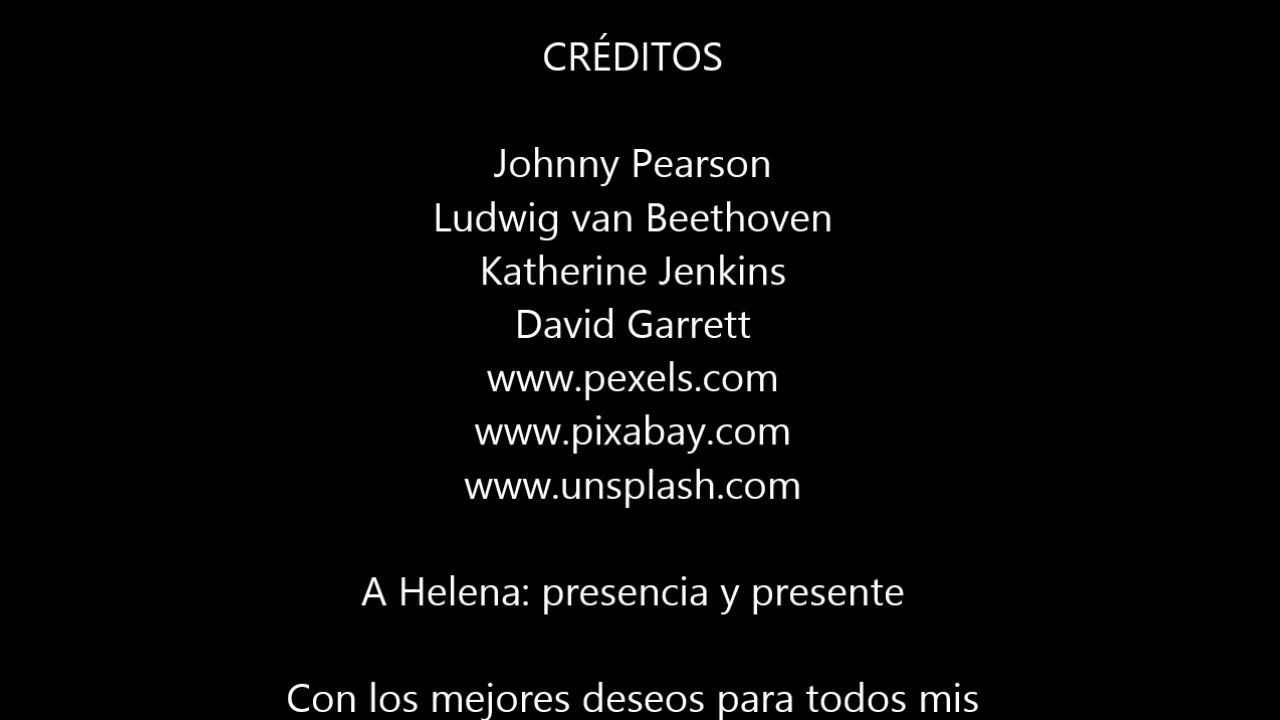 CRÉDITOS
Johnny Pearson
Ludwig van Beethoven
Katherine Jenkins
David Garrett
www.pexels.com
www.pixabay.com
www.unsplash.com
A Helena: presencia y presente
Con los mejores deseos para todos mis